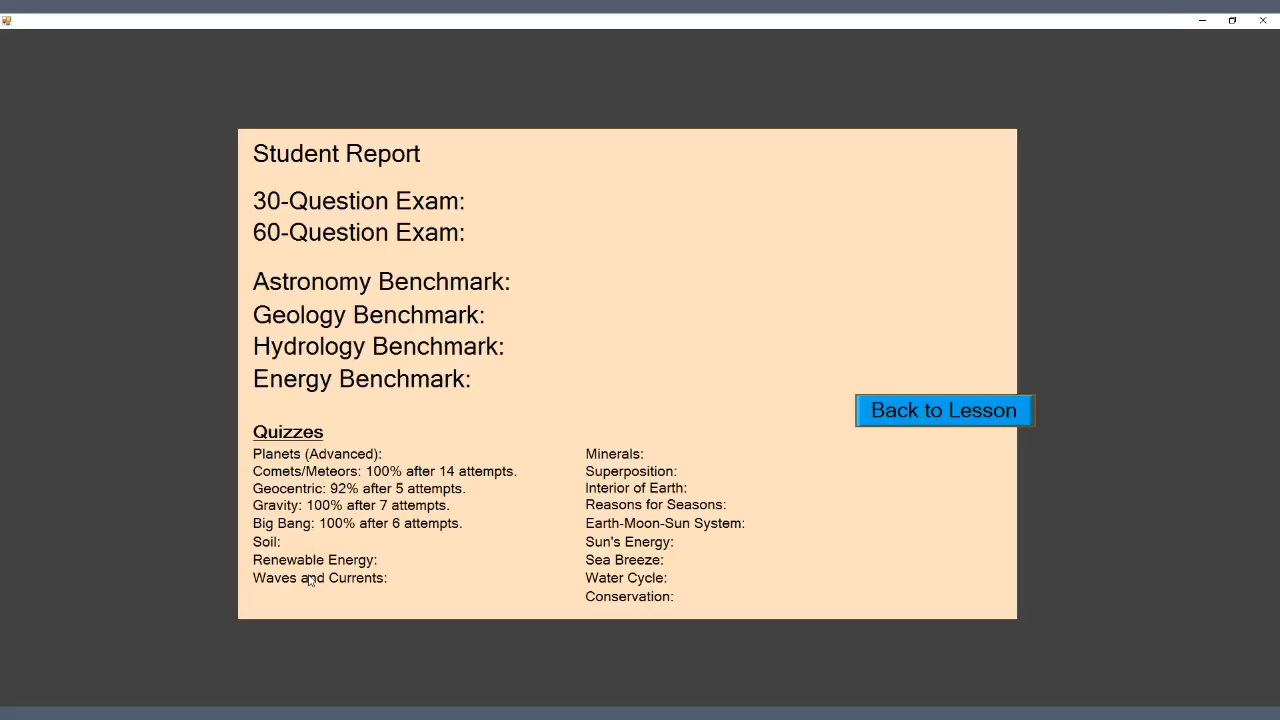 Student Report
30-Question Exam:
60-Question Exam:
Astronomy Benchmark:
Geology Benchmark:
Hydrology Benchmark:
Energy Benchmark:
Back to Lesson
Quizzes
Planets (Advanced):
Comets/Meteors: 100% after 14 attempts.
Geocentric: 92% after 5 attempts.
Gravity: 100% after 7 attempts.
Big Bang: 100% after 6 attempts.
Soil:
Renewable Energy:
Waves and Currents:
Minerals:
Superposition:
Interior of Earth:
Reasons for Seasons:
Earth-Moon-Sun System:
Sun's Energy:
Sea Breeze:
Water Cycle:
Conservation: